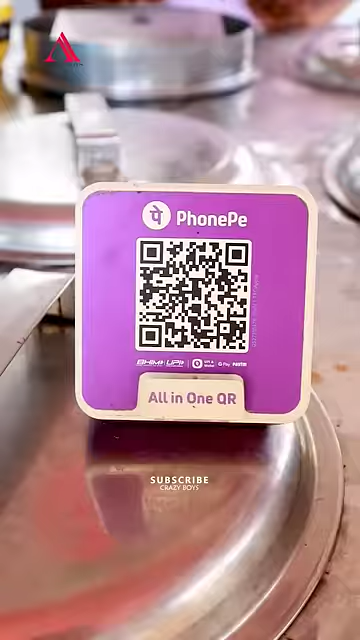 A
पे PhonePe
BHIM UPI G Pay PAYTM
All in One QR
SUBSCRIBE
CRAZY BOYS